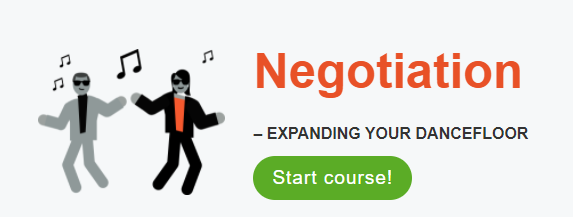 Negotiation
– EXPANDING YOUR DANCEFLOOR
Start course!